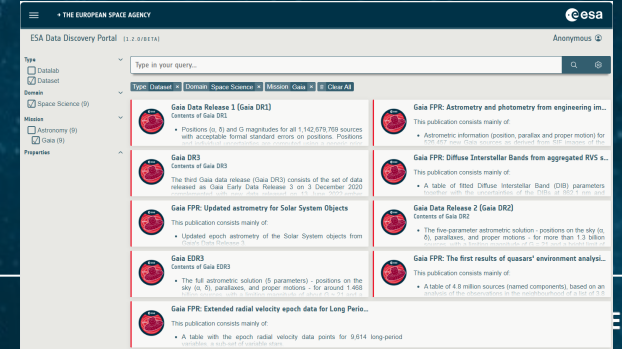 → THE EUROPEAN SPACE AGENCY
esa
ESA Data Discovery Portal (1.2.0/BETA)
Anonymous
Type
Datalab
Dataset
Domain
Space Science (9)
Mission
Astronomy (9)
Gaia (9)
Properties
Type in your query...
Type Dataset × Domain Space Science × Mission Gaia × Clear All
Gaia Data Release 1 (Gaia DR1)
Contents of Gaia DR1
• Positions (α, δ) and G magnitudes for all 1,142,679,769 sources
with acceptable formal standard errors on positions. Positions
Gaia FPR: Astrometry and photometry from engineering im...
This publication consists mainly of:
• Astrometric information (position, parallax and proper motion) for
Gaia DR3
Contents of Gaia DR3
The third Gaia data release (Gaia DR3) consists of the set of data
released as Gaia Early Data Release 3 on 3 December 2020
Gaia FPR: Diffuse Interstellar Bands from aggregated RVS s...
This publication consists mainly of:
• A table of fitted Diffuse Interstellar Band (DIB) parameters
Gaia FPR: Updated astrometry for Solar System Objects
This publication consists mainly of:
• Updated epoch astrometry of the Solar System objects from
Gaia Data Release 2 (Gaia DR2)
Contents of Gaia DR2
• The five-parameter astrometric solution - positions on the sky (α,
δ), parallaxes, and proper motions - for more than 1.3 billion
Gaia EDR3
Contents of Gaia EDR3
• The full astrometric solution (5 parameters) - positions on the
sky (α, δ), parallaxes, and proper motions - for around 1.468
Gaia FPR: The first results of quasars' environment analysi...
This publication consists mainly of:
• A table of 4.8 million sources (named components), based on an
Gaia FPR: Extended radial velocity epoch data for Long Perio...
This publication consists mainly of:
• A table with the epoch radial velocity data points for 9,614 long-period